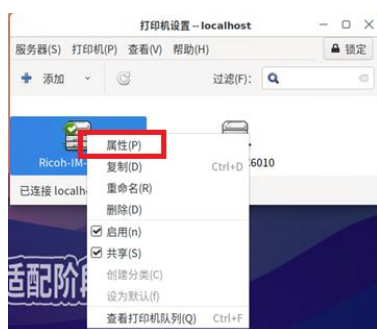 打印机设置 – localhost
服务器(S) 打印机(P) 查看(V) 帮助(H) 锁定
添加 过滤(F):
属性(P)
Ricoh-IM- 6010
复制(D) Ctrl+D
已连接 localh
重命名(R)
删除(D)
启用(n)
共享(S)
创建分类(C)
适配阶
设为默认(f)
查看打印机队列(Q) Ctrl+F